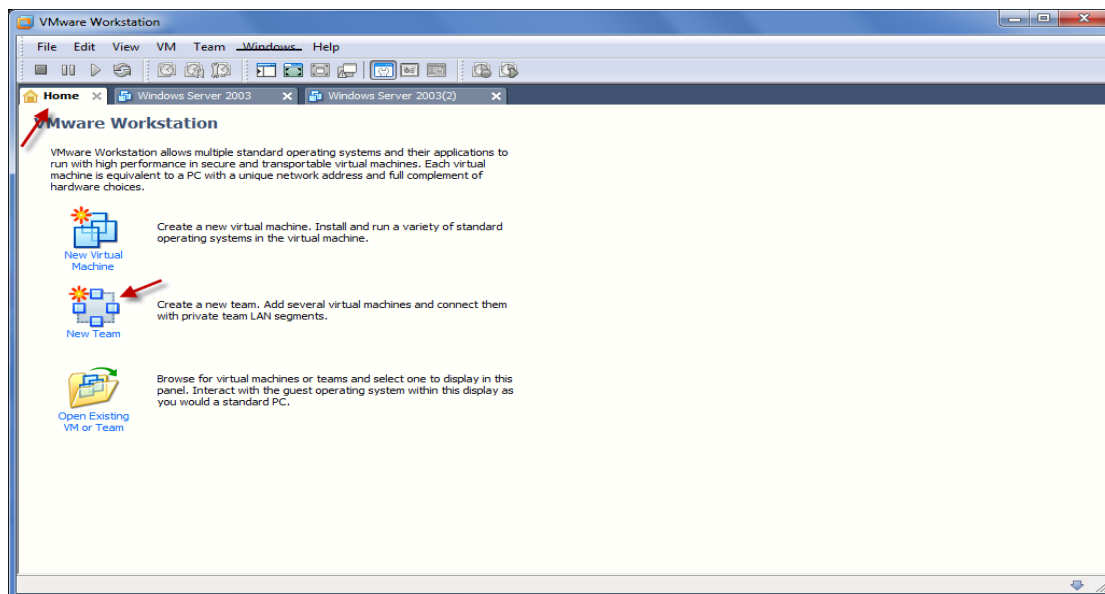 VMware Workstation
File Edit View VM Team Windows Help
Home Windows Server 2003 Windows Server 2003(2)
VMware Workstation
VMware Workstation allows multiple standard operating systems and their applications to
run with high performance in secure and transportable virtual machines. Each virtual
machine is equivalent to a PC with a unique network address and full complement of
hardware choices.
Create a new virtual machine. Install and run a variety of standard
operating systems in the virtual machine.
New Virtual
Machine
Create a new team. Add several virtual machines and connect them
with private team LAN segments.
New Team
Browse for virtual machines or teams and select one to display in this
panel. Interact with the guest operating system within this display as
you would a standard PC.
Open Existing
VM or Team